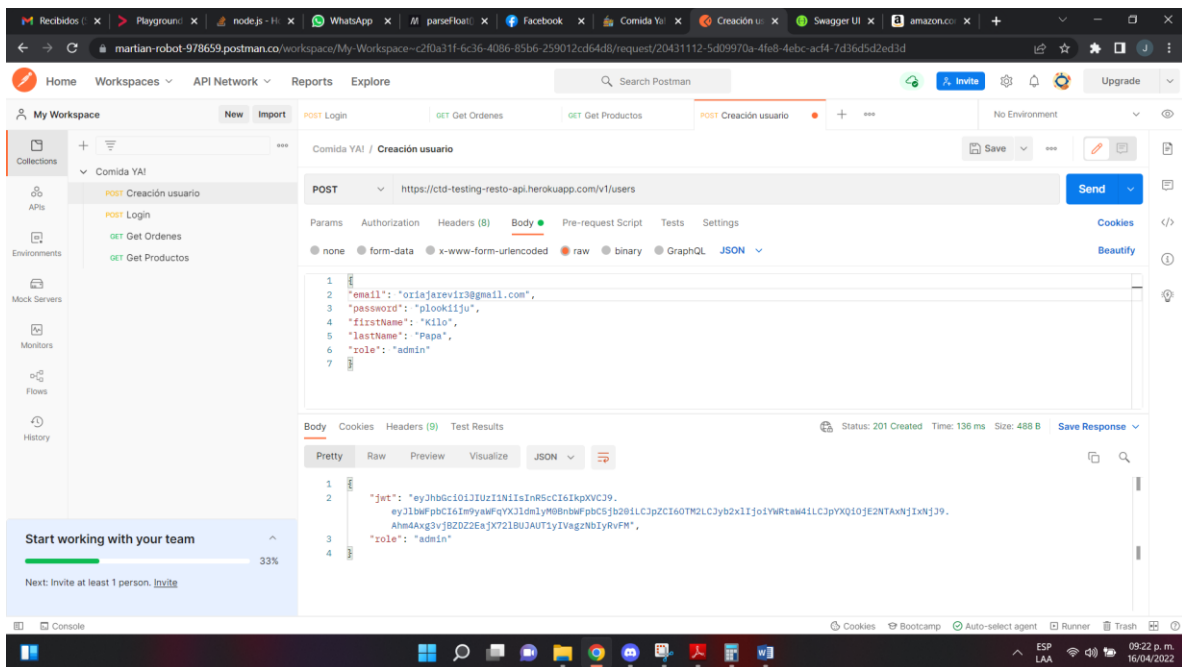 Recibidos (
Playground
node.js - H
WhatsApp
parseFloat()
Facebook
Comida Ya!
Creación u
Swagger UI
amazon.co
martian-robot-978659.postman.co/workspace/My-Workspace~c2f0a31f-6c36-4086-85b6-259012cd64d8/request/20431112-5d09970a-4fe8-4ebc-acf4-7d36d5d2ed3d
Home Workspaces API Network Reports Explore
Search Postman
Invite
Upgrade
My Workspace
New Import
POST Login
GET Get Ordenes
GET Get Productos
POST Creación usuario
No Environment
Collections
APIs
Environments
Mock Servers
Monitors
Flows
History
Comida YA!
POST Creación usuario
POST Login
GET Get Ordenes
GET Get Productos
Comida YA! / Creación usuario
Save
POST https://ctd-testing-resto-api.herokuapp.com/v1/users
Send
Params Authorization Headers (8) Body Pre-request Script Tests Settings
Cookies
none form-data x-www-form-urlencoded raw binary GraphQL JSON
Beautify
1 {
2 "email": "oriajarevir3@gmail.com",
3 "password": "plookiiju",
4 "firstName": "Kilo",
5 "lastName": "Papa",
6 "role": "admin"
7 }
Body Cookies Headers (9) Test Results
Status: 201 Created Time: 136 ms Size: 488 B Save Response
Pretty Raw Preview Visualize JSON
1 {
2 "jwt": "eyJhbGciOiJIUzI1NiIsInR5cCI6IkpXVCJ9.
eyJlbWFpbCI6Im9yaWFqYXJldmlyM0BnbWFpbC5jb20iLCJpZCI6OTM2LCJyb2xlIjoiYWRtaW4iLCJpYXQiOjE2NTAxNjIxNjJ9.
Ahm4Axg3vjBZDZ2EajX72lBUJAUT1yIVagzNbIyRvFM",
3 "role": "admin"
4 }
Start working with your team
33%
Next: Invite at least 1 person. Invite
Console
Cookies Bootcamp Auto-select agent Runner Trash
ESP
LAA
09:22 p. m.
16/04/2022